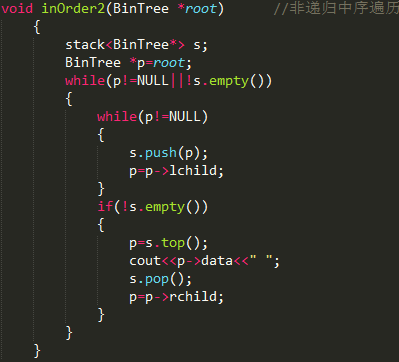 void inOrder2(BinTree *root)      //非递归中序遍历
{
    stack<BinTree*> s;
    BinTree *p=root;
    while(p!=NULL||!s.empty())
    {
        while(p!=NULL)
        {
            s.push(p);
            p=p->lchild;
        }
        if(!s.empty())
        {
            p=s.top();
            cout<<p->data<<" ";
            s.pop();
            p=p->rchild;
        }
    }
}